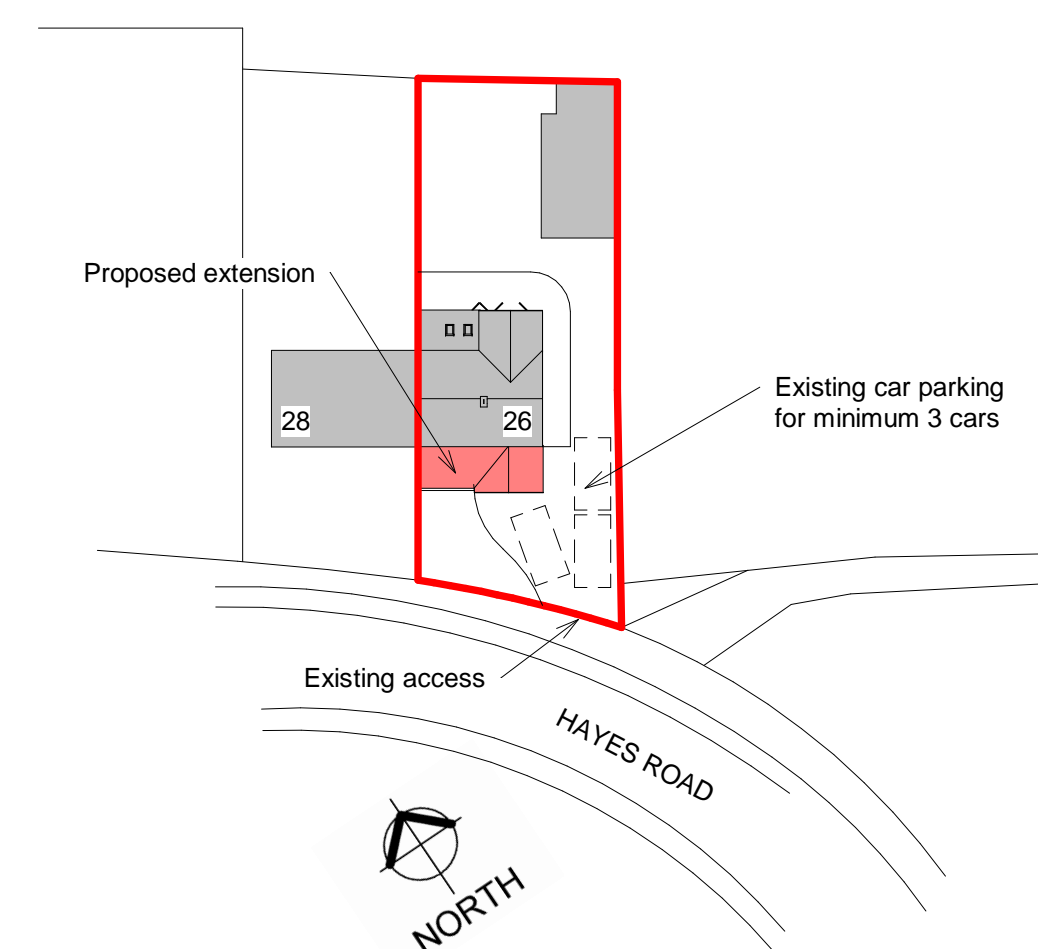 Proposed extension
Existing car parking
for minimum 3 cars
28
26
Existing access
HAYES ROAD
NORTH